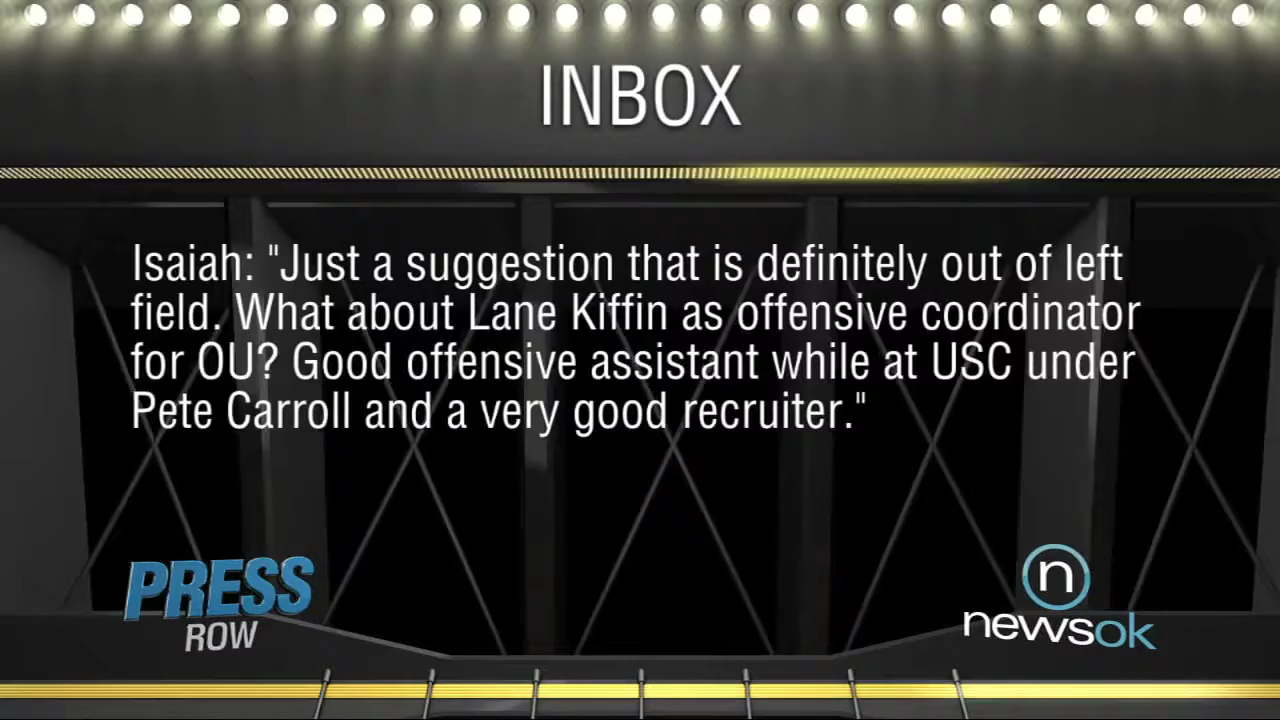 INBOX
Isaiah: "Just a suggestion that is definitely out of left
field. What about Lane Kiffin as offensive coordinator
for OU? Good offensive assistant while at USC under
Pete Carroll and a very good recruiter."
PRESS
ROW
n
newsok